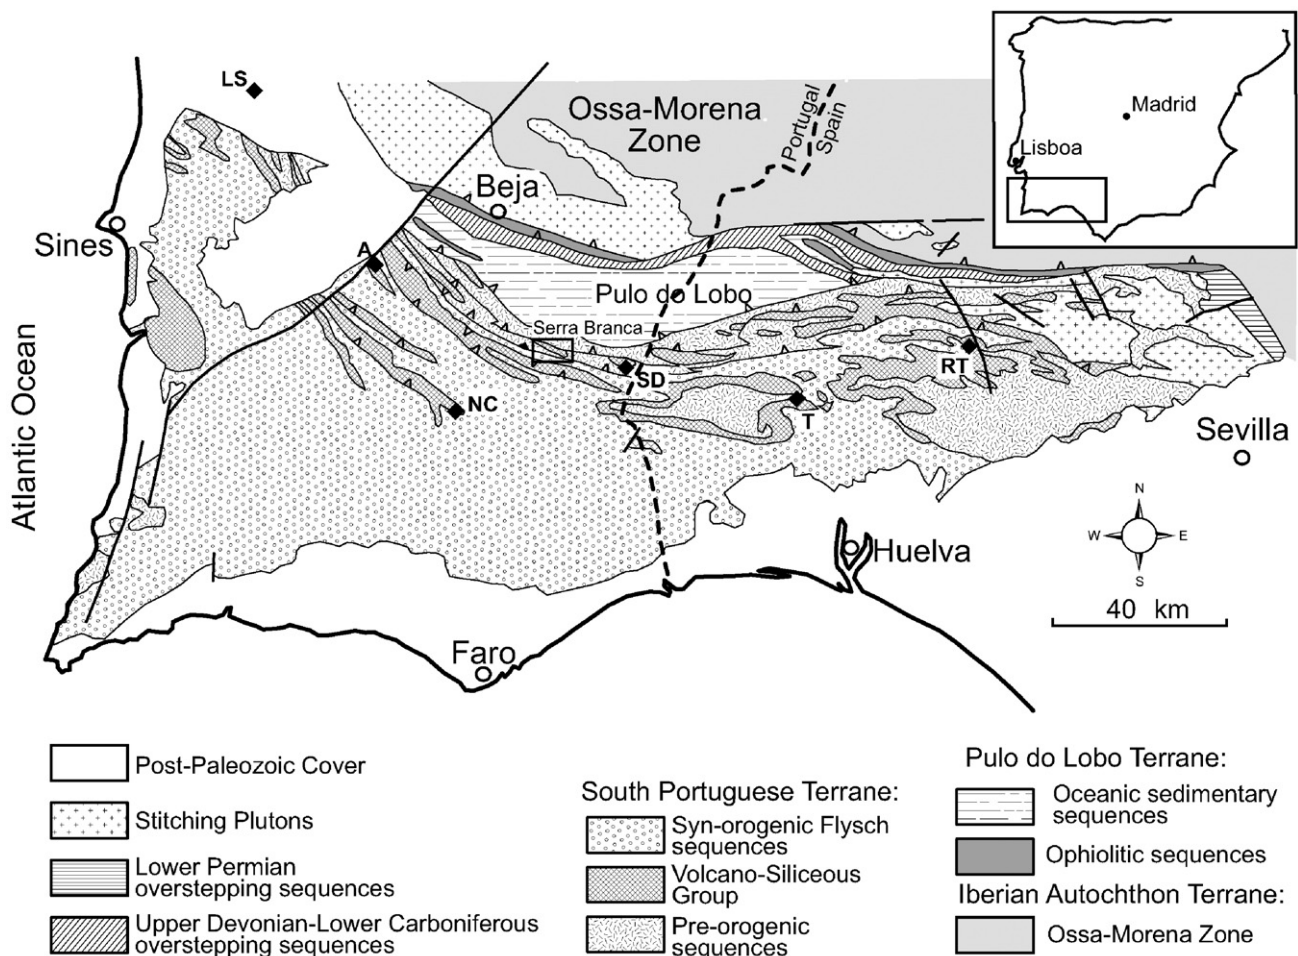 LS
Ossa-Morena
Zone
Portugal
Spain
Madrid
Lisboa
Beja
Sines
A
Pulo do Lobo
Serra Branca
SD
RT
NC
T
Sevilla
Atlantic Ocean
N
W
E
S
Huelva
40 km
Faro
Post-Paleozoic Cover
Stitching Plutons
Lower Permian
overstepping sequences
Upper Devonian-Lower Carboniferous
overstepping sequences
South Portuguese Terrane:
Syn-orogenic Flysch
sequences
Volcano-Siliceous
Group
Pre-orogenic
sequences
Pulo do Lobo Terrane:
Oceanic sedimentary
sequences
Ophiolitic sequences
Iberian Autochthon Terrane:
Ossa-Morena Zone